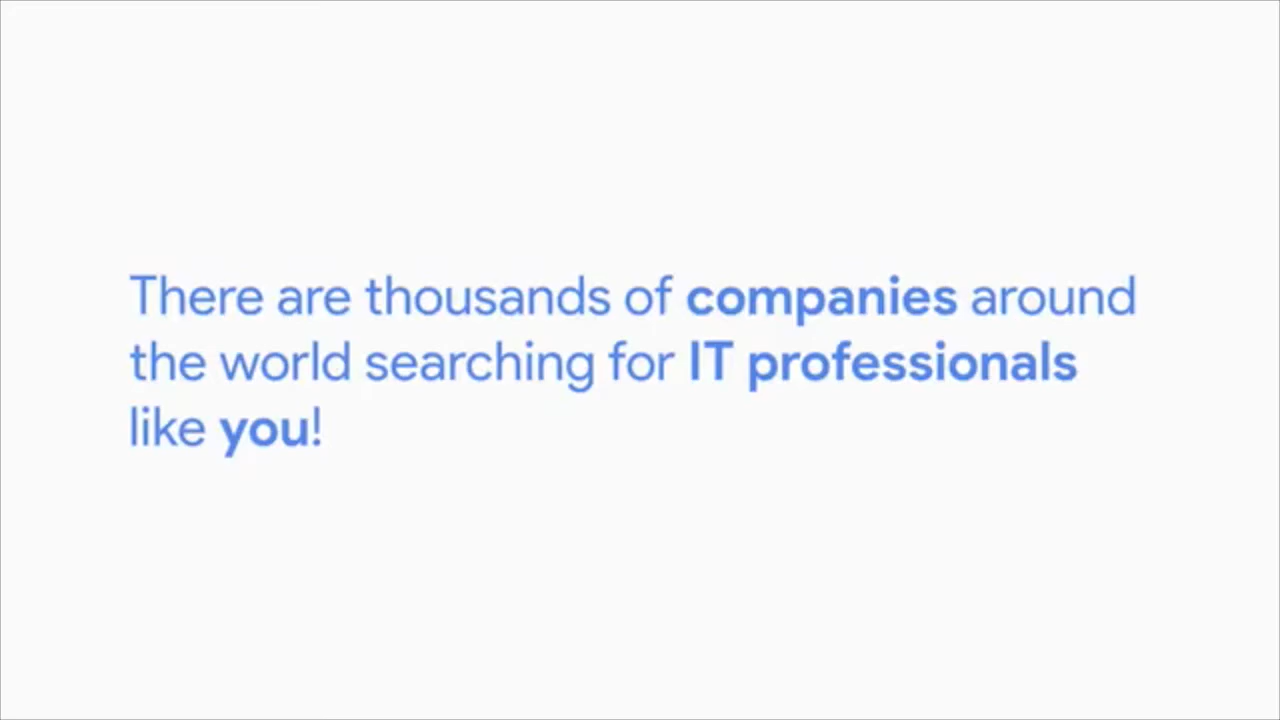 There are thousands of companies around
the world searching for IT professionals
like you!